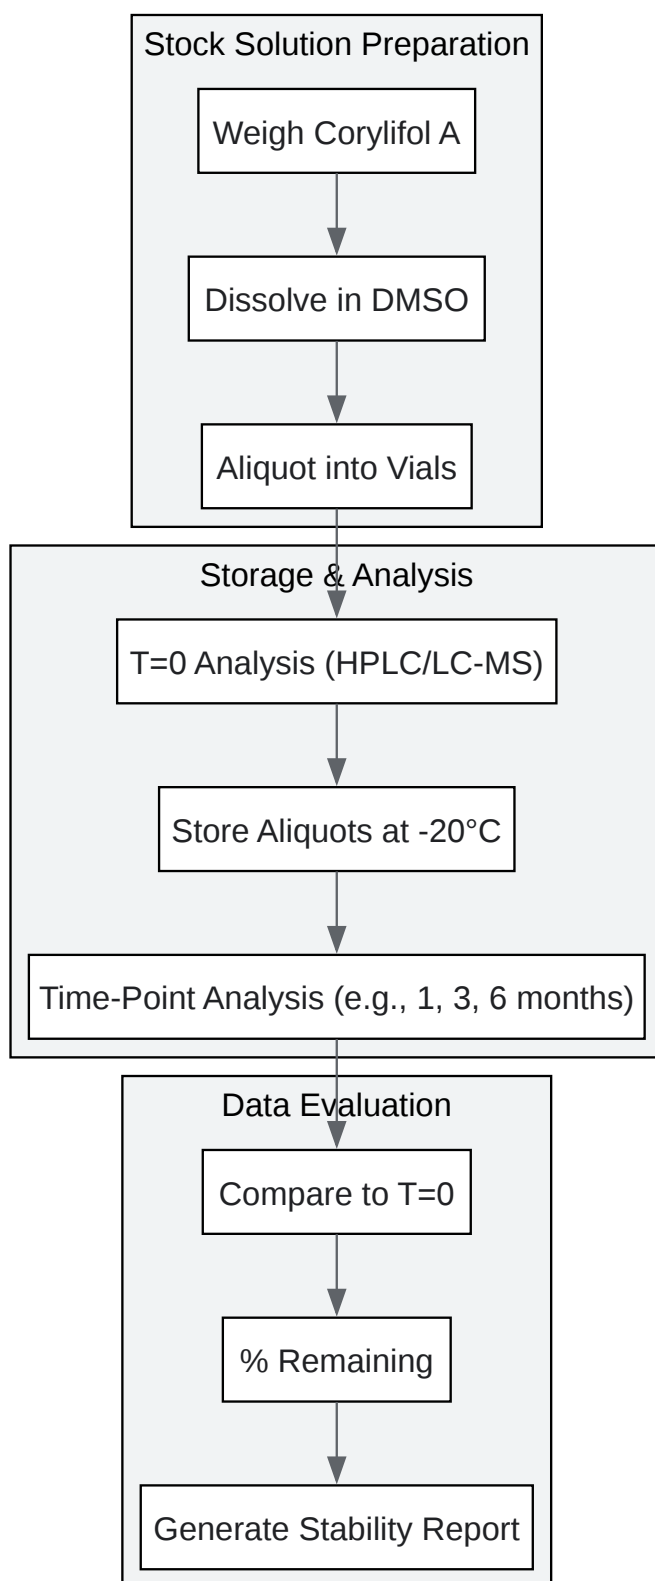 Stock Solution Preparation
Weigh Corylifol A
Dissolve in DMSO
Aliquot into Vials
Storage & Analysis
T=0 Analysis (HPLC/LC-MS)
Store Aliquots at -20°C
Time-Point Analysis (e.g., 1, 3, 6 months)
Data Evaluation
Compare to T=0
% Remaining
Generate Stability Report